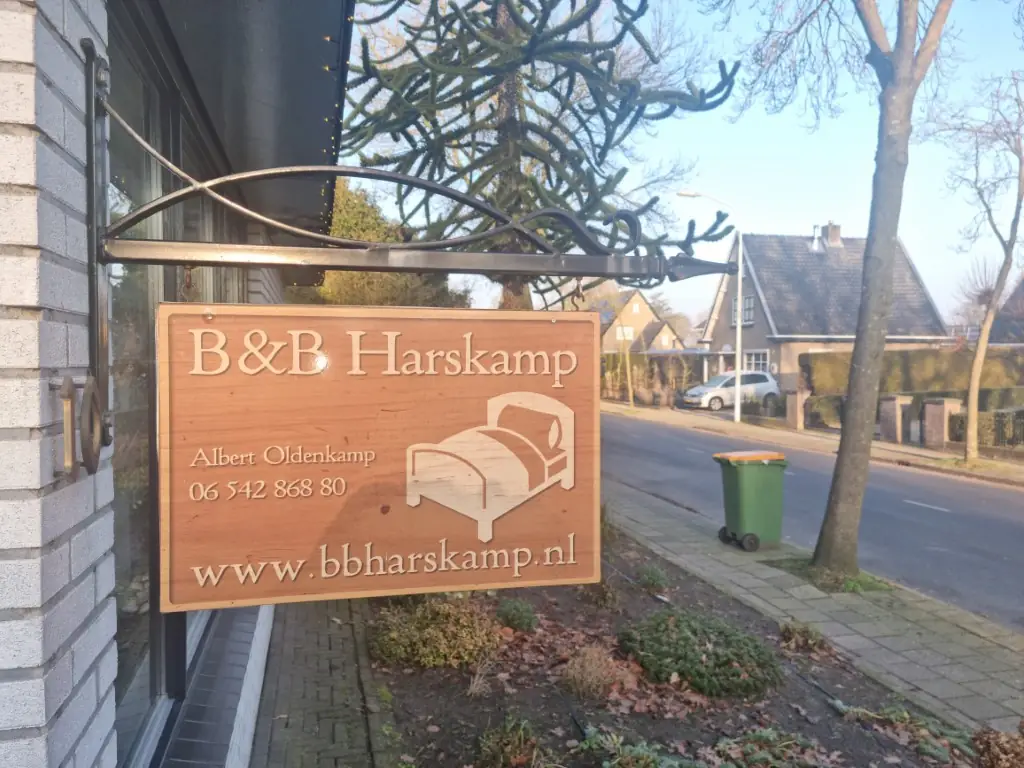 B&B Harskamp
Albert Oldenkamp
06 542 868 80
www.bbharskamp.nl